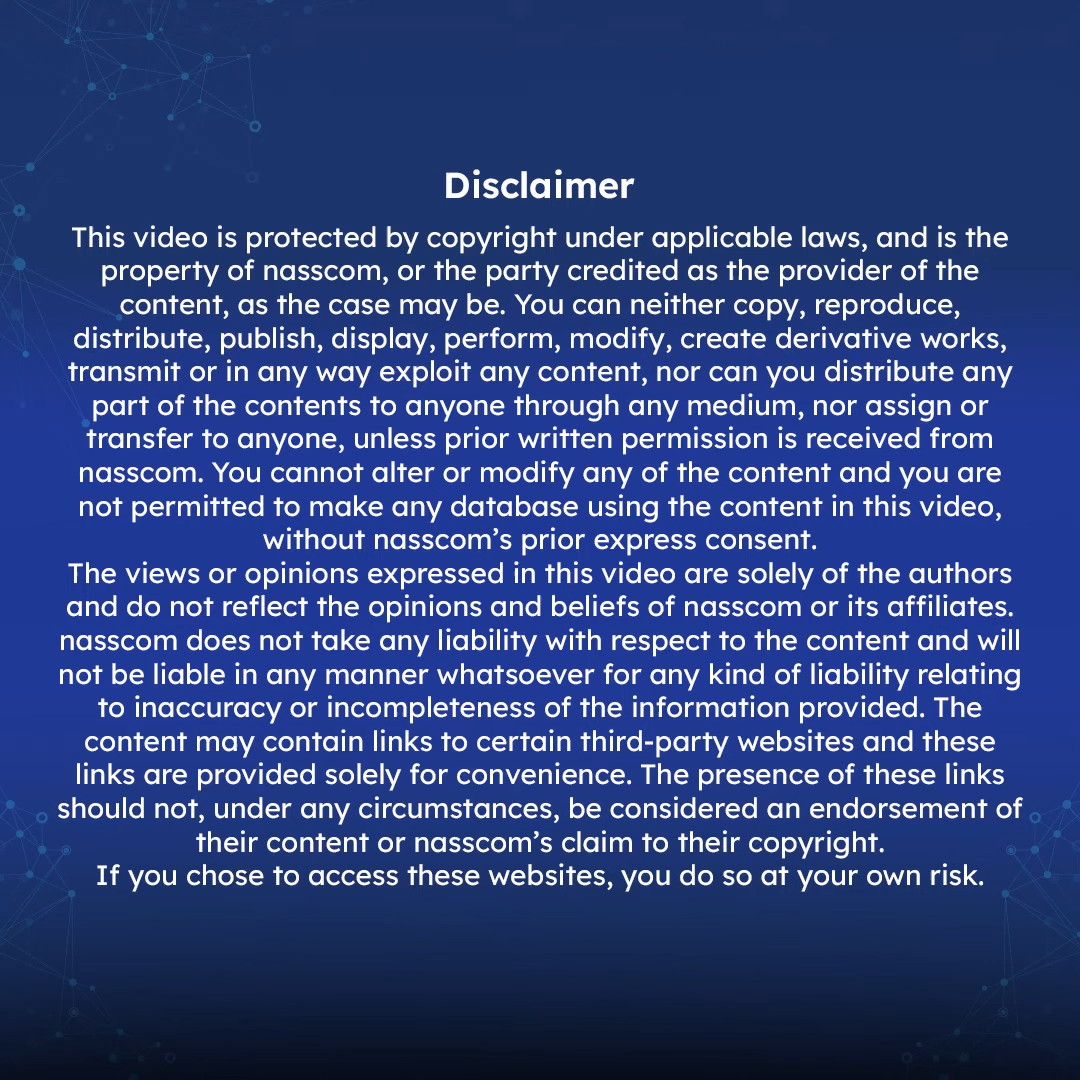 Disclaimer
This video is protected by copyright under applicable laws, and is the
property of nasscom, or the party credited as the provider of the
content, as the case may be. You can neither copy, reproduce,
distribute, publish, display, perform, modify, create derivative works,
transmit or in any way exploit any content, nor can you distribute any
part of the contents to anyone through any medium, nor assign or
transfer to anyone, unless prior written permission is received from
nasscom. You cannot alter or modify any of the content and you are
not permitted to make any database using the content in this video,
without nasscom’s prior express consent.
The views or opinions expressed in this video are solely of the authors
and do not reflect the opinions and beliefs of nasscom or its affiliates.
nasscom does not take any liability with respect to the content and will
not be liable in any manner whatsoever for any kind of liability relating
to inaccuracy or incompleteness of the information provided. The
content may contain links to certain third-party websites and these
links are provided solely for convenience. The presence of these links
should not, under any circumstances, be considered an endorsement of
their content or nasscom’s claim to their copyright.
If you chose to access these websites, you do so at your own risk.